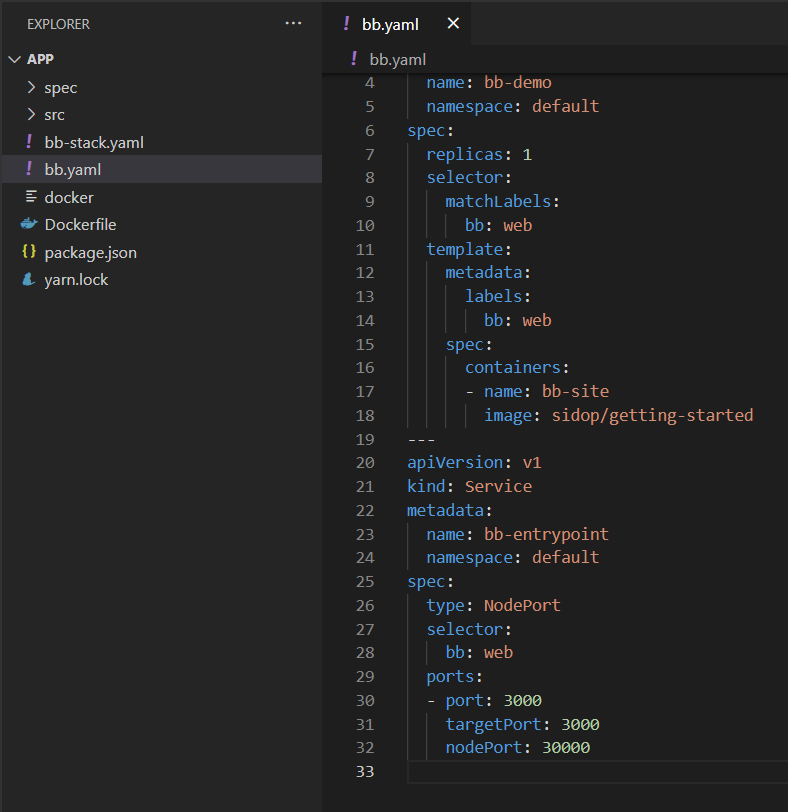 EXPLORER ...
APP
spec
src
bb-stack.yaml
bb.yaml
docker
Dockerfile
package.json
yarn.lock
bb.yaml
bb.yaml
4     name: bb-demo
5     namespace: default
6   spec:
7     replicas: 1
8     selector:
9       matchLabels:
10        bb: web
11    template:
12      metadata:
13        labels:
14          bb: web
15      spec:
16        containers:
17        - name: bb-site
18          image: sidop/getting-started
19  ---
20  apiVersion: v1
21  kind: Service
22  metadata:
23    name: bb-entrypoint
24    namespace: default
25  spec:
26    type: NodePort
27    selector:
28      bb: web
29    ports:
30    - port: 3000
31      targetPort: 3000
32      nodePort: 30000
33